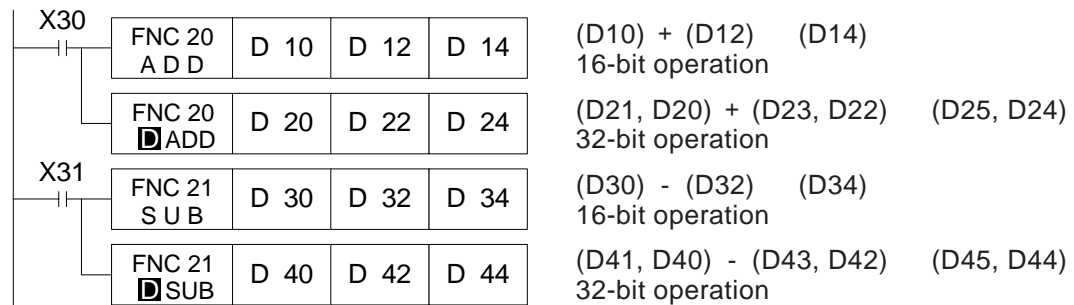 X30
FNC 20
A D D
D 10
D 12
D 14
(D10) + (D12) (D14)
16-bit operation
FNC 20
D ADD
D 20
D 22
D 24
(D21, D20) + (D23, D22) (D25, D24)
32-bit operation
X31
FNC 21
S U B
D 30
D 32
D 34
(D30) - (D32) (D34)
16-bit operation
FNC 21
D SUB
D 40
D 42
D 44
(D41, D40) - (D43, D42) (D45, D44)
32-bit operation